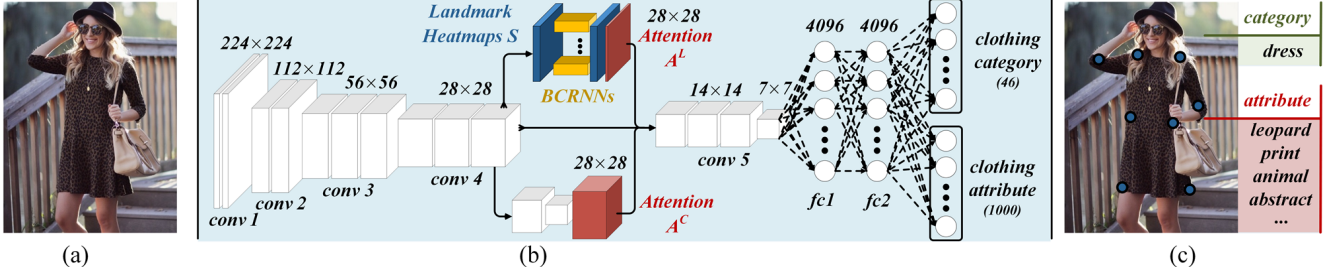 224×224
112×112
56×56
28×28
conv 1
conv 2
conv 3
conv 4
Landmark
Heatmaps S
BCRNNs
28×28
Attention
A^L
28×28
Attention
A^C
14×14
7×7
conv 5
4096
4096
fc1
fc2
clothing
category
(46)
clothing
attribute
(1000)
category
dress
attribute
leopard
print
animal
abstract
...
(a)
(b)
(c)